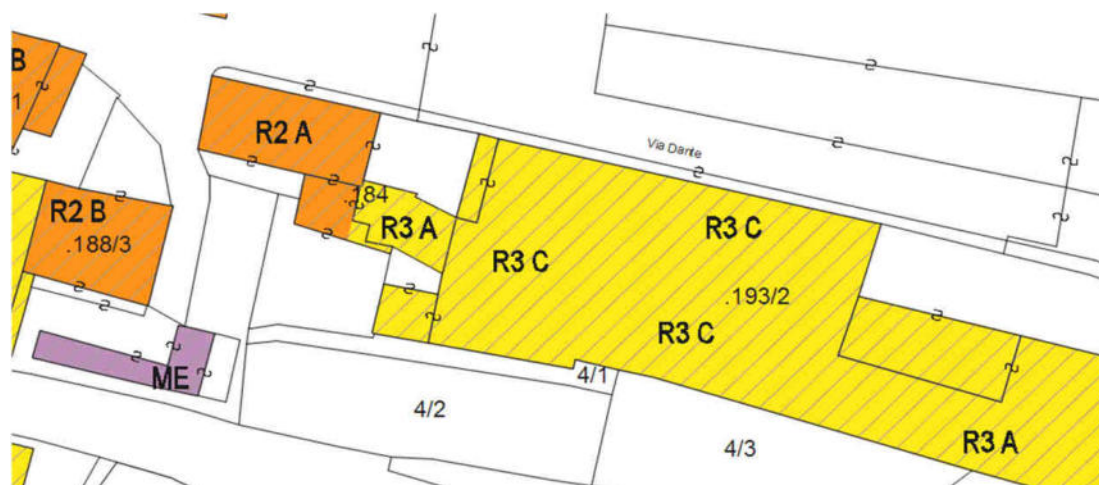 B
1
R2 A
Via Dante
.184
R2 B
.188/3
R3 A
R3 C
R3 C
.193/2
R3 C
ME
4/1
4/2
4/3
R3 A